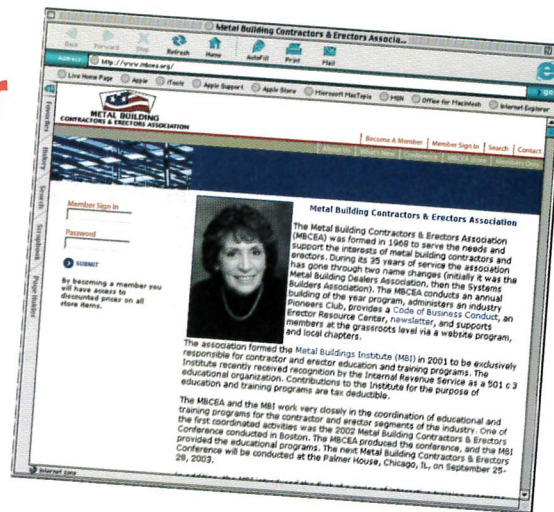 Metal Building Contractors & Erectors Associa...
Back Forward Stop Refresh Home AutoFill Print Mail
Address http://www.mbcea.org/ go
Live Home Page Apple iTools Apple Support Apple Store Microsoft MacTopia MSN Office for Macintosh Internet Explorer
Favorites
History
Search
Scrapbook
Page Holder
METAL BUILDING
CONTRACTORS & ERECTORS ASSOCIATION
Become A Member Member Sign In Search Contact
About Us What's New Conference MBCEA Store Members Only
Member Sign In
Password
SUBMIT
By becoming a member you
will have access to
discounted prices on all
store items.
Metal Building Contractors & Erectors Association
The Metal Building Contractors & Erectors Association
(MBCEA) was formed in 1968 to serve the needs and
support the interests of metal building contractors and
erectors. During its 35 years of service the association
has gone through two name changes (initially it was the
Metal Building Dealers Association, then the Systems
Builders Association). The MBCEA conducts an annual
building of the year program, administers an industry
Pioneers Club, provides a Code of Business Conduct, an
Erector Resource Center, newsletter, and supports
members at the grassroots level via a website program,
and local chapters.
The association formed the Metal Buildings Institute (MBI) in 2001 to be exclusively
responsible for contractor and erector education and training programs. The
Institute recently received recognition by the Internal Revenue Service as a 501 c 3
educational organization. Contributions to the Institute for the purpose of
education and training programs are tax deductible.
The MBCEA and the MBI work very closely in the coordination of educational and
training programs for the contractor and erector segments of the industry. One of
the first coordinated activities was the 2002 Metal Building Contractors & Erectors
Conference conducted in Boston. The MBCEA produced the conference, and the MBI
provided the educational programs. The next Metal Building Contractors & Erectors
Conference will be conducted at the Palmer House, Chicago, IL, on September 25-
28, 2003.
Internet zone